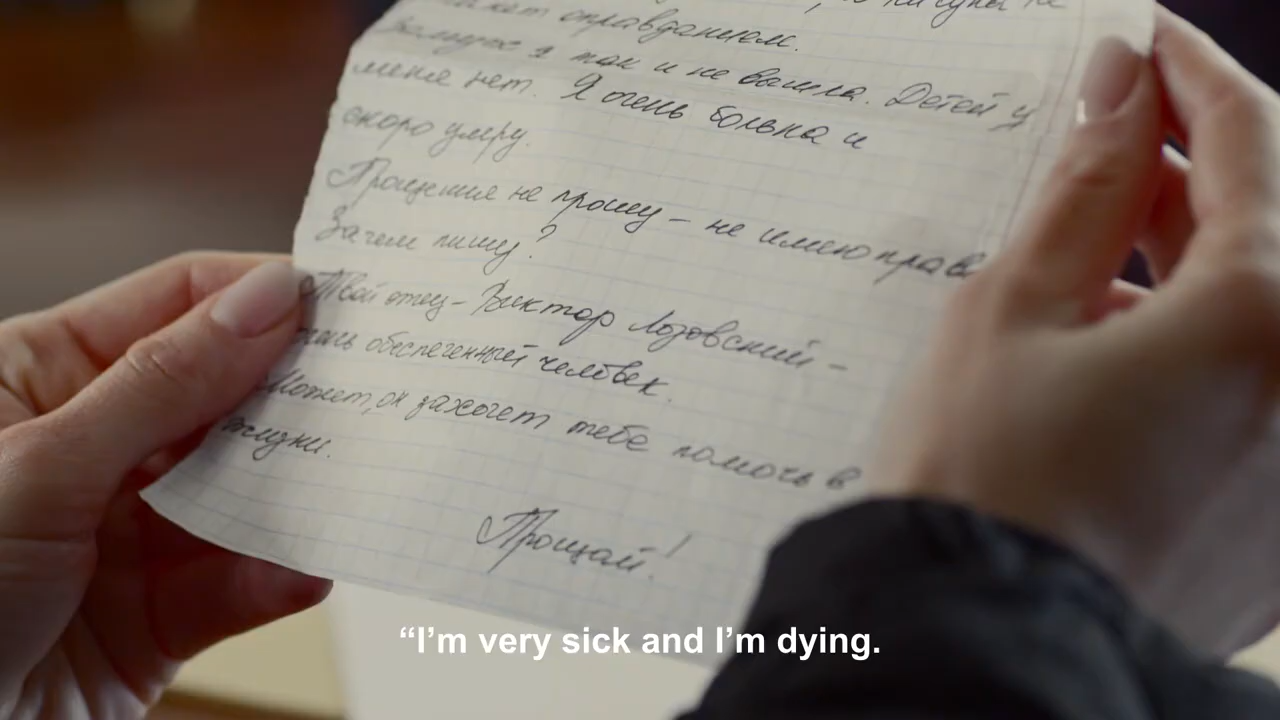 оправданием.
Замуж я так и не вышла. Детей у
меня нет. Я очень больна и
скоро умру.
Прощения не прошу – не имею права
Зачем пишу?
Твой отец – Виктор Лозовский –
очень обеспеченный человек.
Может, он захочет тебе помочь в
жизни.
Прощай!
“I’m very sick and I’m dying.